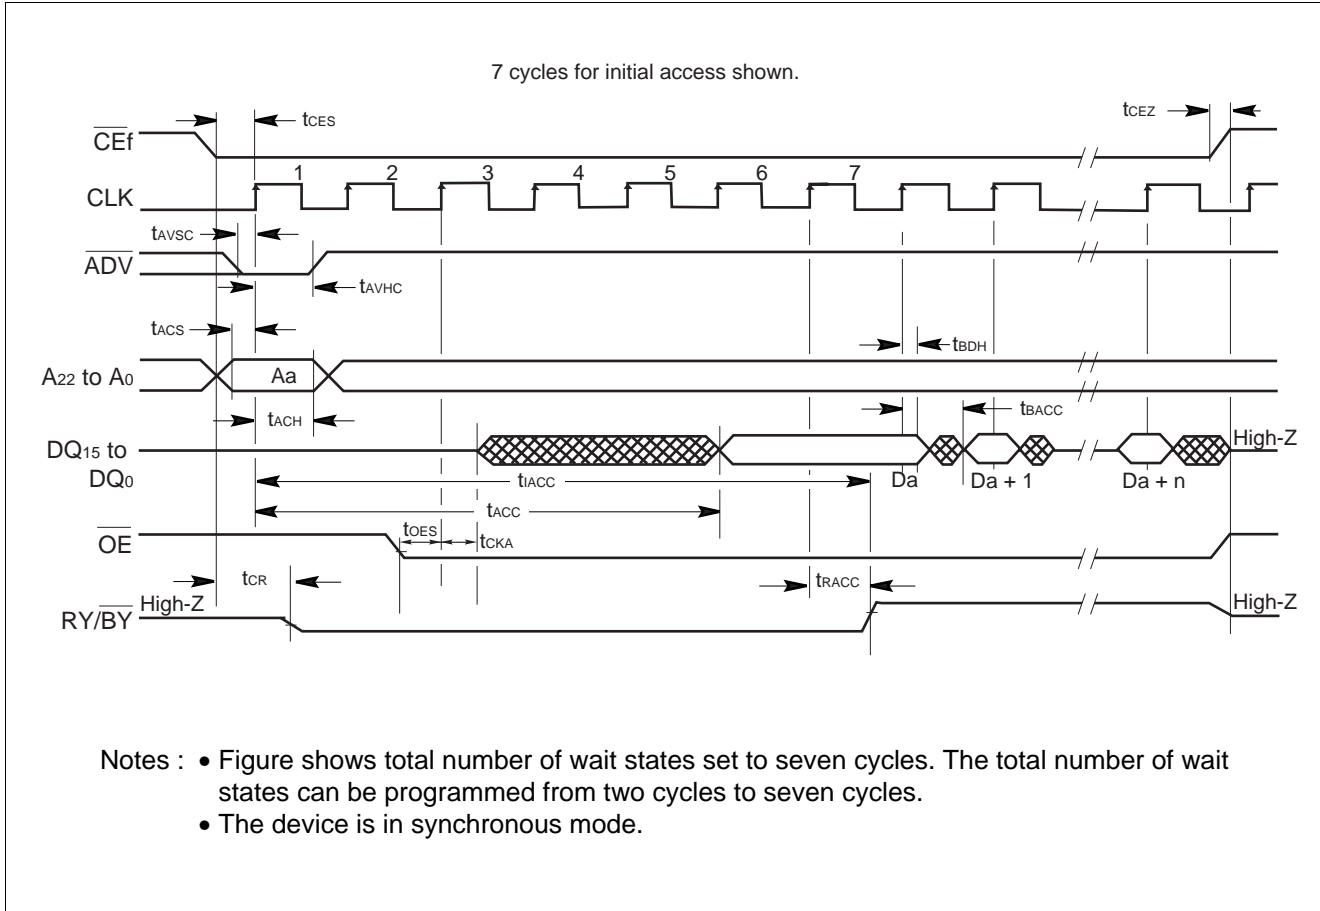 7 cycles for initial access shown.
tCES
tCEZ
CEf
1 2 3 4 5 6 7
CLK
tAVSC
ADV
tAVHC
tACS
tBDH
A22 to A0
Aa
tBACC
tACH
DQ15 to
DQ0
High-Z
Da
Da + 1
Da + n
tIACC
tACC
OE
tOES
tCKA
tCR
tRACC
High-Z
RY/BY
High-Z
Notes : • Figure shows total number of wait states set to seven cycles. The total number of wait
states can be programmed from two cycles to seven cycles.
• The device is in synchronous mode.